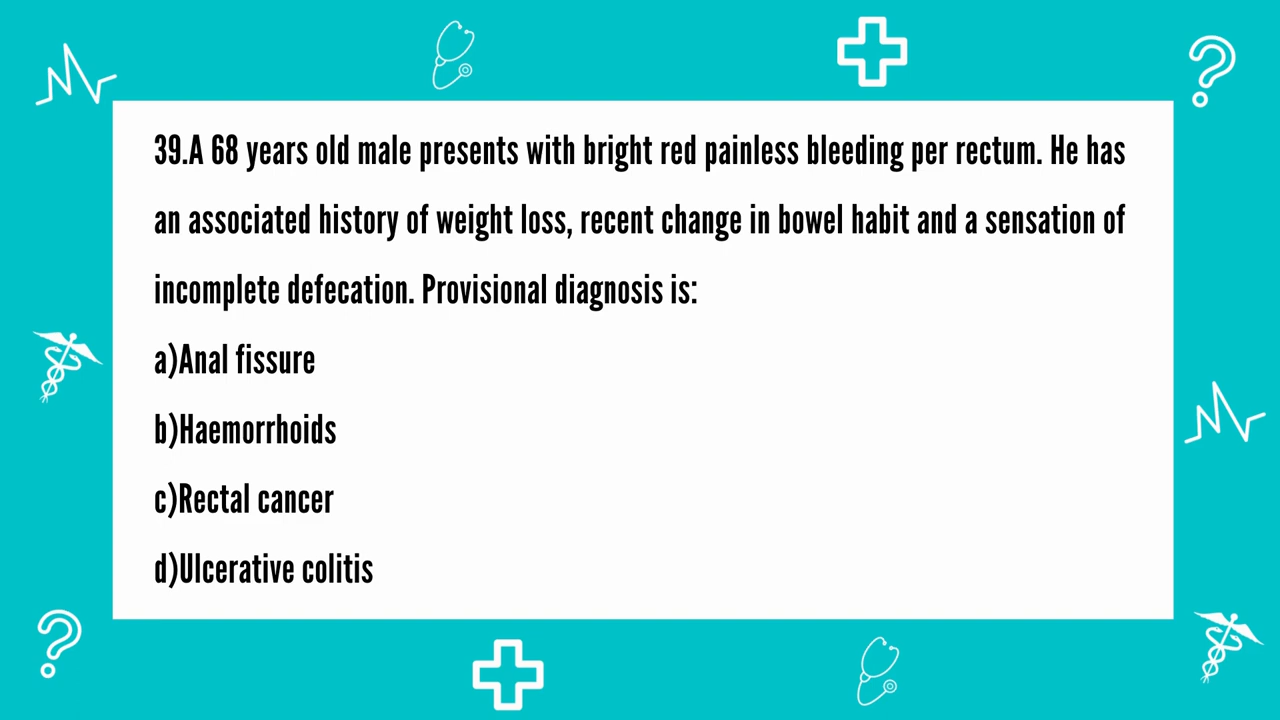 39.A 68 years old male presents with bright red painless bleeding per rectum. He has
an associated history of weight loss, recent change in bowel habit and a sensation of
incomplete defecation. Provisional diagnosis is:
a)Anal fissure
b)Haemorrhoids
c)Rectal cancer
d)Ulcerative colitis